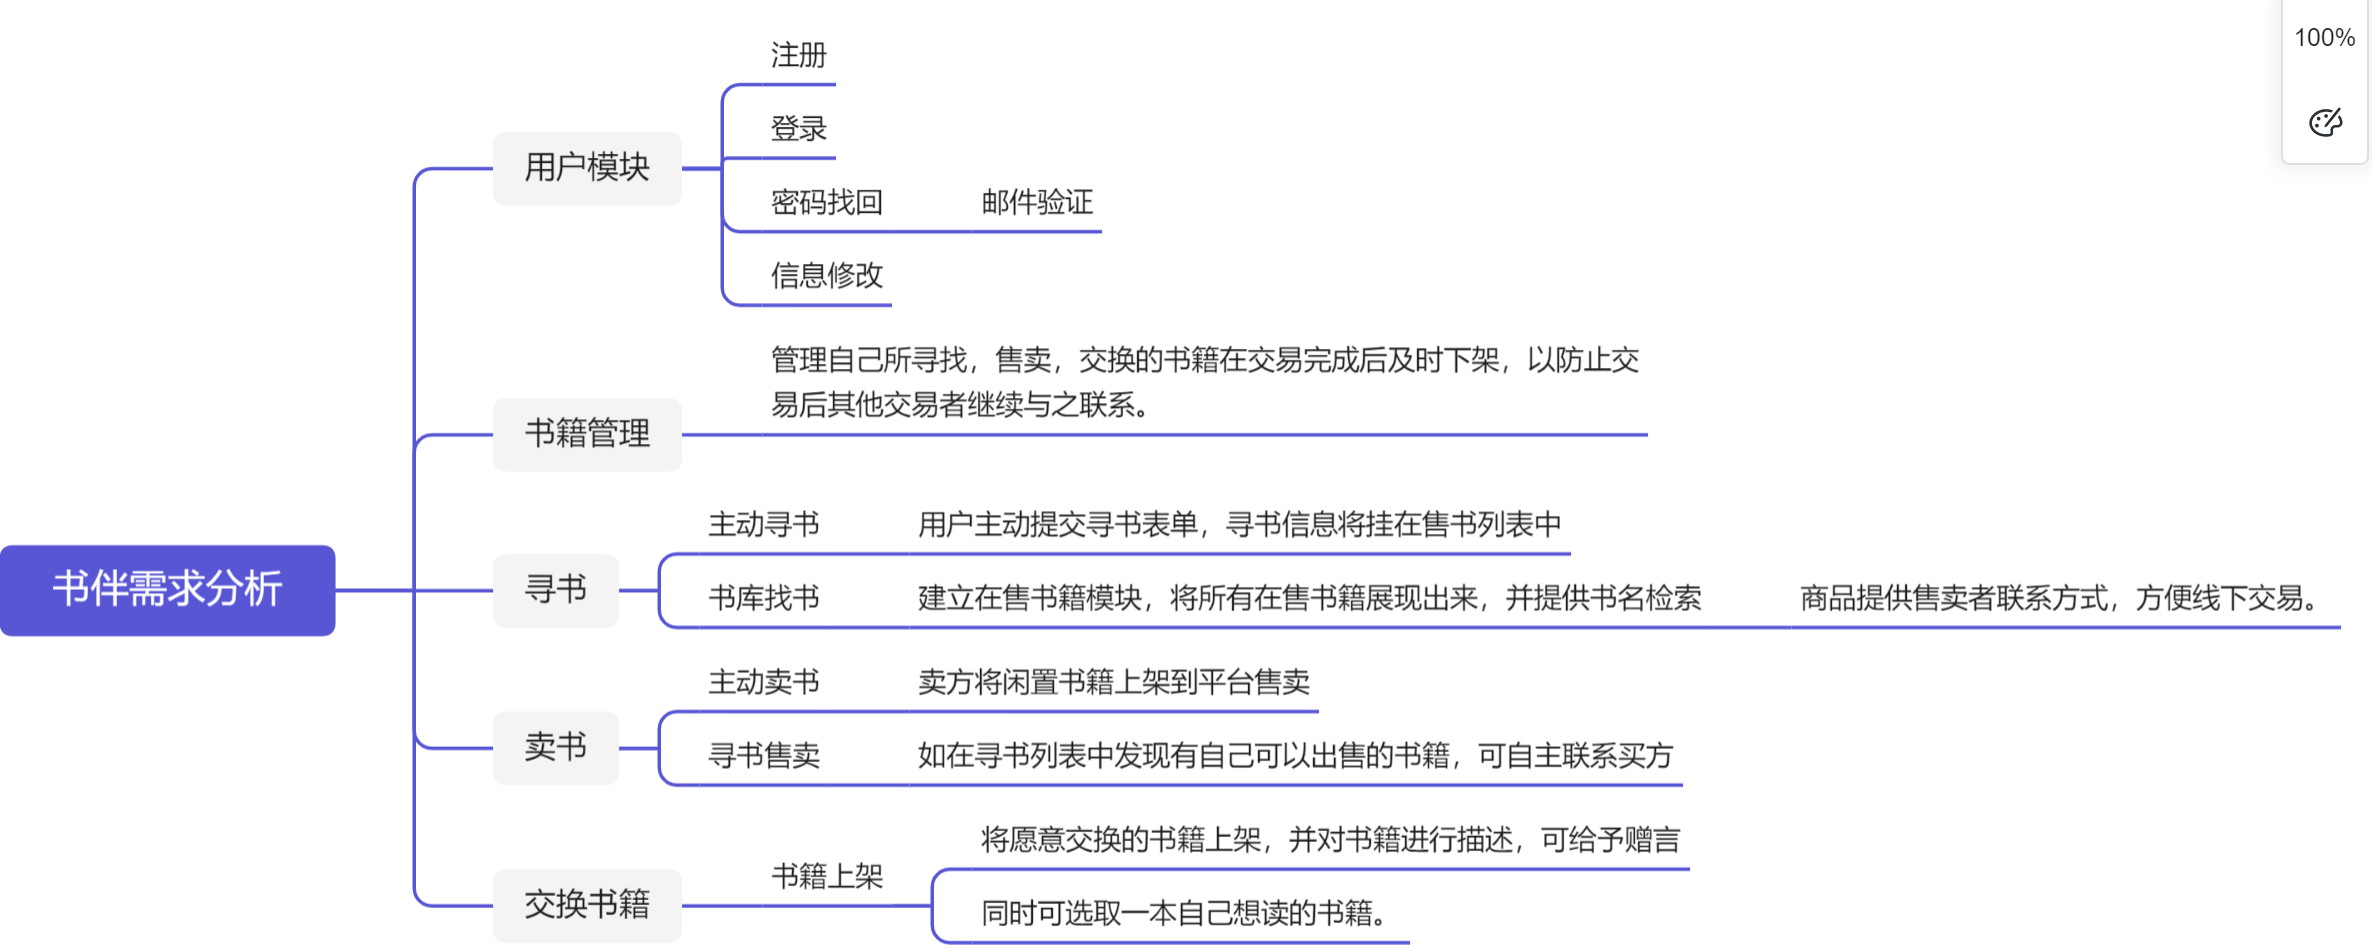 100%
注册
登录
用户模块
密码找回
邮件验证
信息修改
管理自己所寻找，售卖，交换的书籍在交易完成后及时下架，以防止交
易后其他交易者继续与之联系。
书籍管理
主动寻书
用户主动提交寻书表单，寻书信息将挂在售书列表中
书伴需求分析
寻书
书库找书
建立在售书籍模块，将所有在售书籍展现出来，并提供书名检索
商品提供售卖者联系方式，方便线下交易。
主动卖书
卖方将闲置书籍上架到平台售卖
卖书
寻书售卖
如在寻书列表中发现有自己可以出售的书籍，可自主联系买方
将愿意交换的书籍上架，并对书籍进行描述，可给予赠言
书籍上架
交换书籍
同时可选取一本自己想读的书籍。